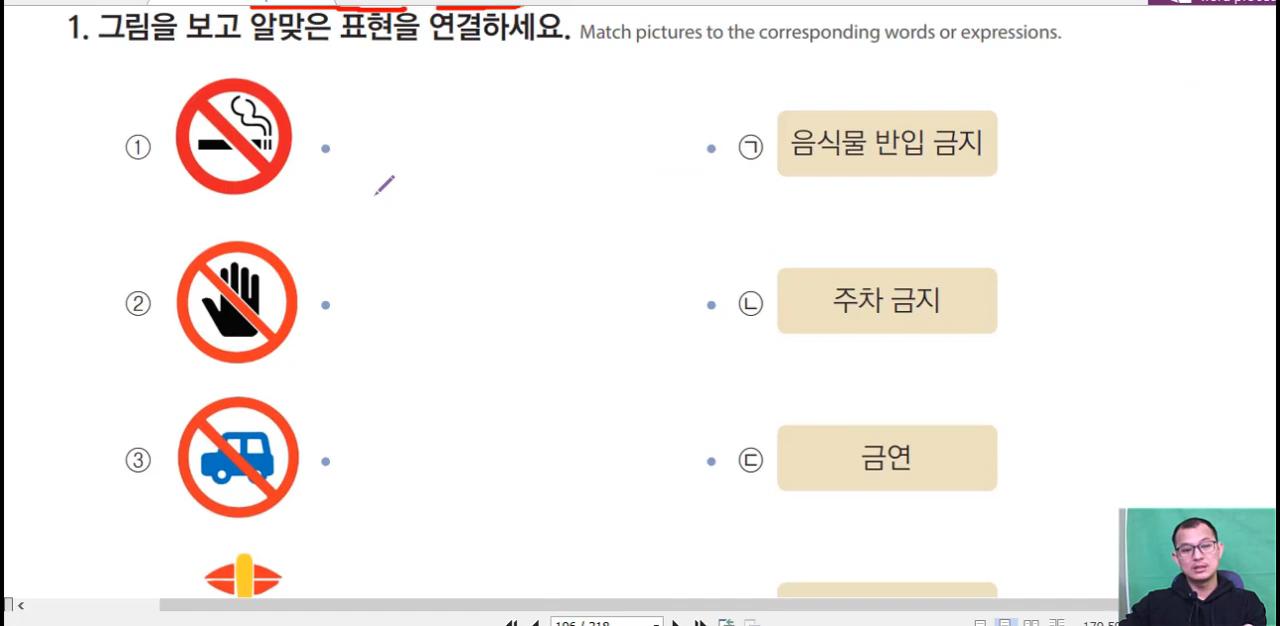 1. 그림을 보고 알맞은 표현을 연결하세요. Match pictures to the corresponding words or expressions.
① ㉠ 음식물 반입 금지
② ㉡ 주차 금지
③ ㉢ 금연